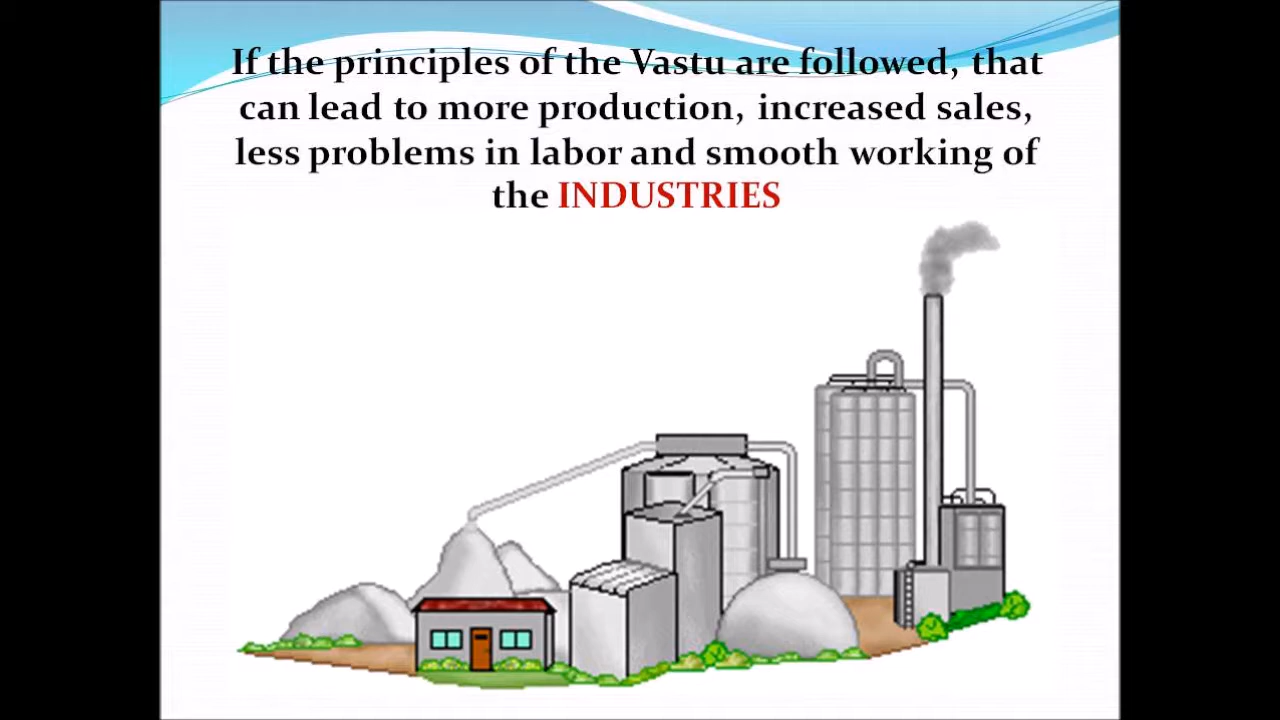 If the principles of the Vastu are followed, that
can lead to more production, increased sales,
less problems in labor and smooth working of
the INDUSTRIES